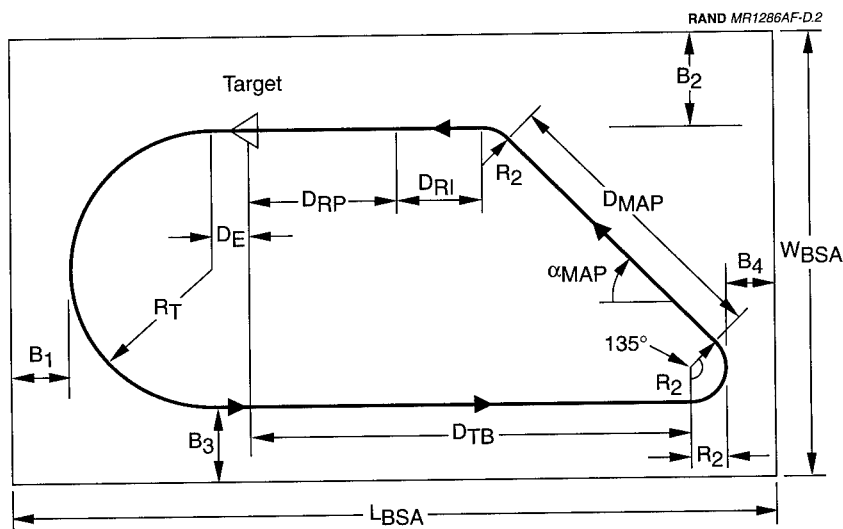 RAND MR1286AF-D.2
B2
Target
R2
DRI
DRP
DMAP
DE
WBSA
B4
αMAP
RT
135°
B1
R2
B3
DTB
R2
LBSA